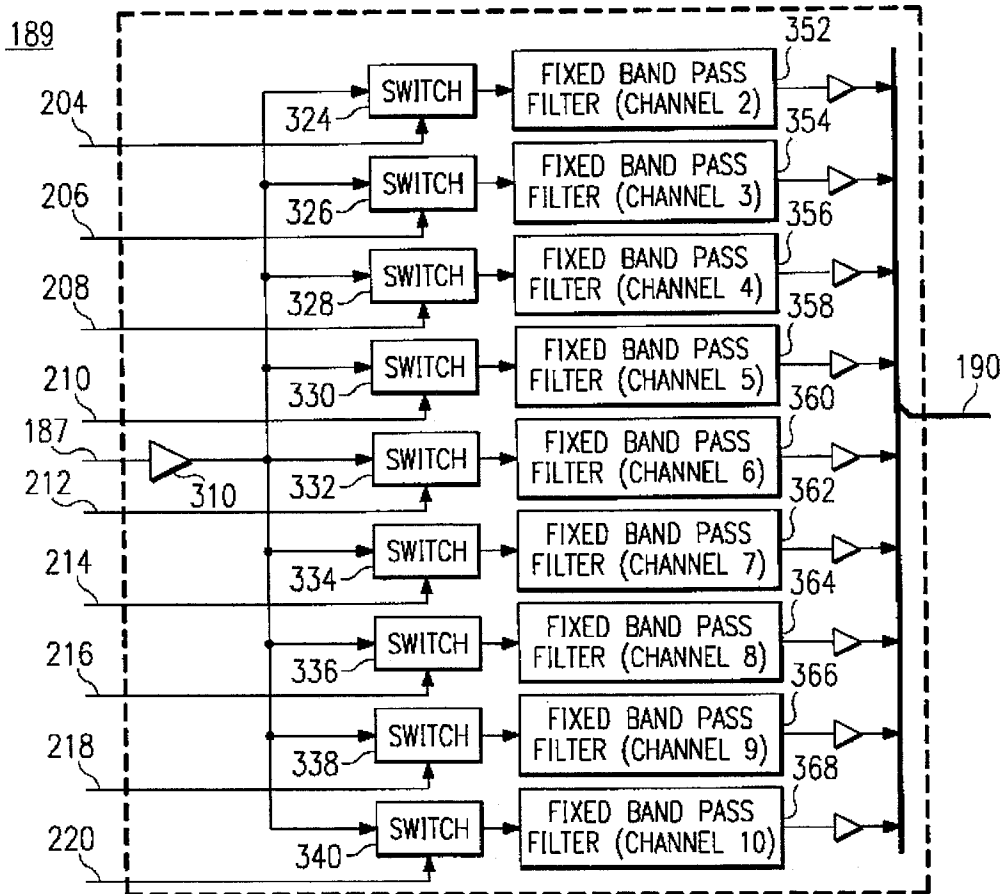 189
352
SWITCH
FIXED BAND PASS
FILTER (CHANNEL 2)
204
324
354
SWITCH
FIXED BAND PASS
FILTER (CHANNEL 3)
206
326
356
SWITCH
FIXED BAND PASS
FILTER (CHANNEL 4)
208
328
358
SWITCH
FIXED BAND PASS
FILTER (CHANNEL 5)
210
330
190
360
187
SWITCH
FIXED BAND PASS
FILTER (CHANNEL 6)
212
310
332
362
SWITCH
FIXED BAND PASS
FILTER (CHANNEL 7)
214
334
364
SWITCH
FIXED BAND PASS
FILTER (CHANNEL 8)
216
336
366
SWITCH
FIXED BAND PASS
FILTER (CHANNEL 9)
218
338
368
SWITCH
FIXED BAND PASS
FILTER (CHANNEL 10)
220
340